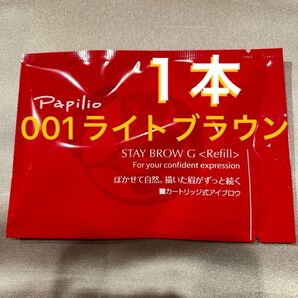 1本
Papilio
001ライトブラウン
STAY BROW G <Refill>
For your confident expression
ぼかせて自然。描いた眉がずっと続く
■カートリッジ式アイブロウ